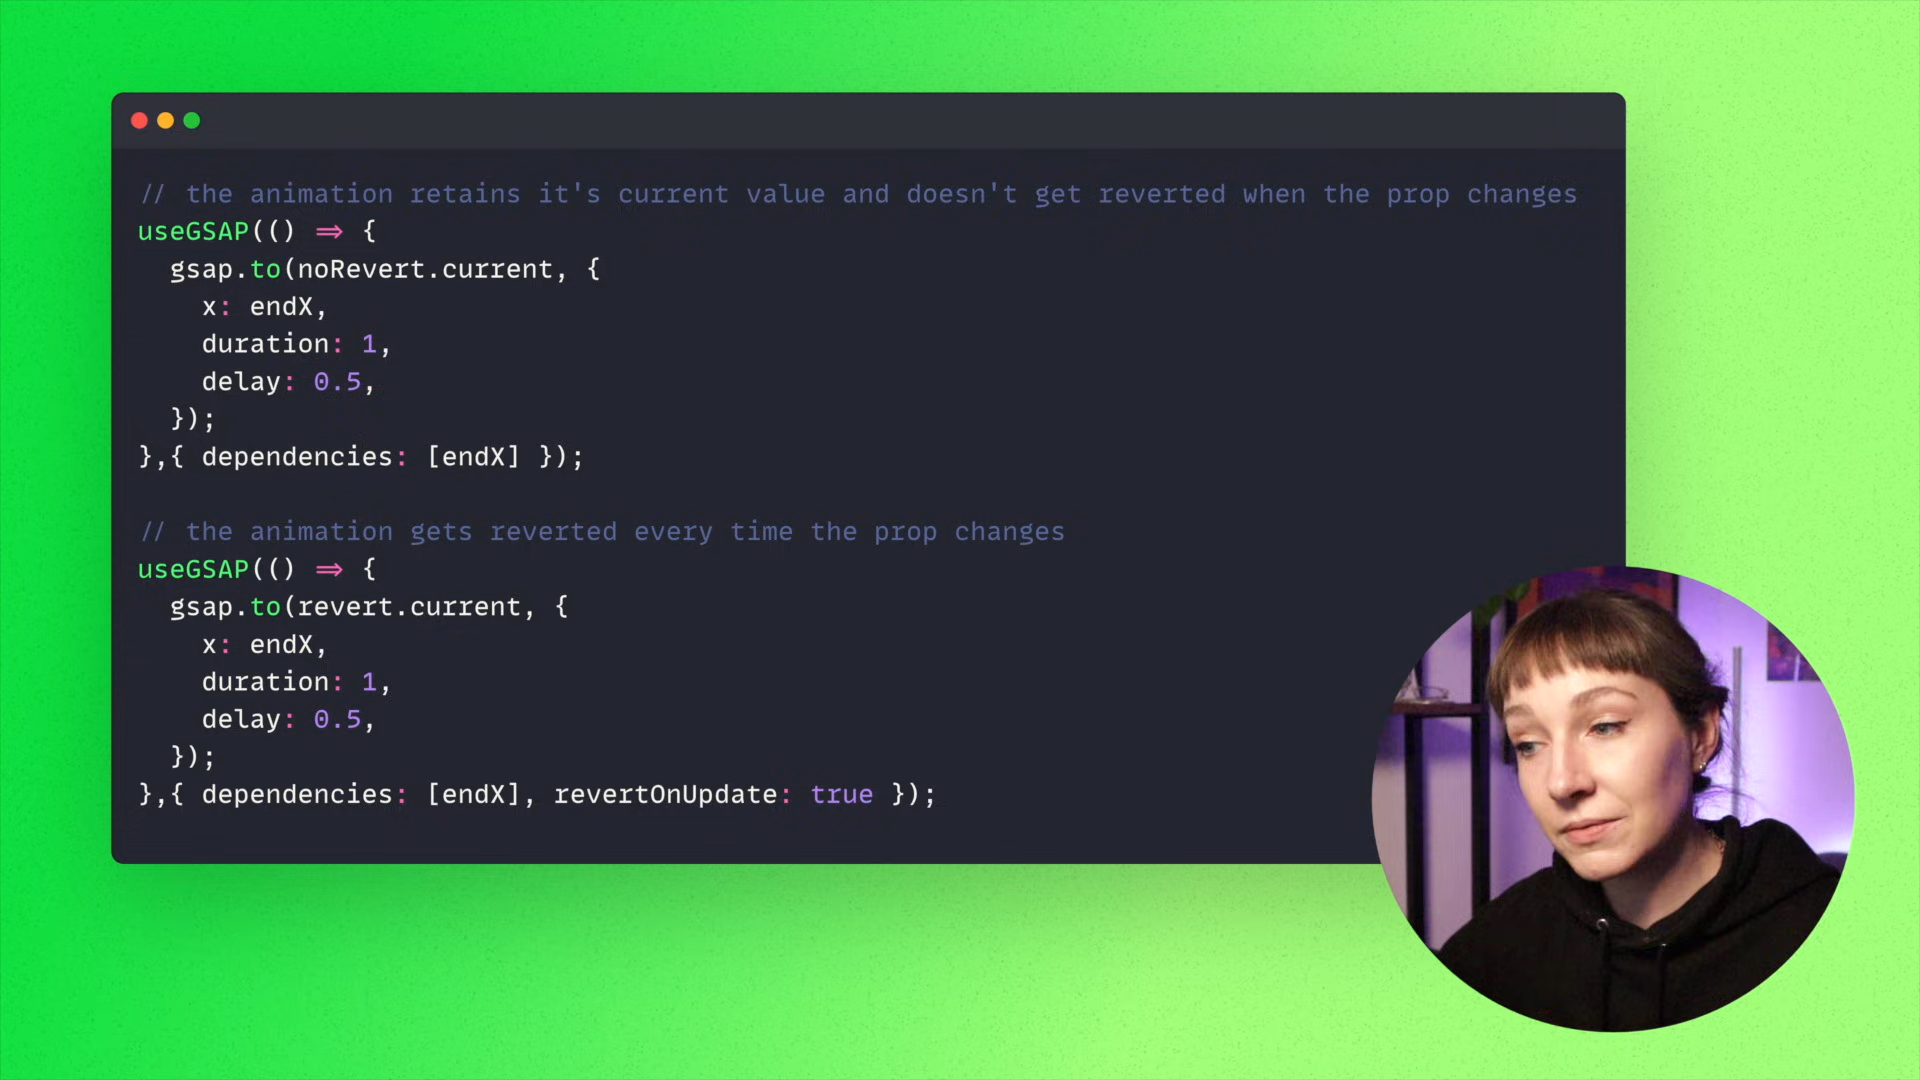 // the animation retains it's current value and doesn't get reverted when the prop changes
useGSAP(() => {
gsap.to(noRevert.current, {
x: endX,
duration: 1,
delay: 0.5,
});
},{ dependencies: [endX] });
// the animation gets reverted every time the prop changes
useGSAP(() => {
gsap.to(revert.current, {
x: endX,
duration: 1,
delay: 0.5,
});
},{ dependencies: [endX], revertOnUpdate: true });